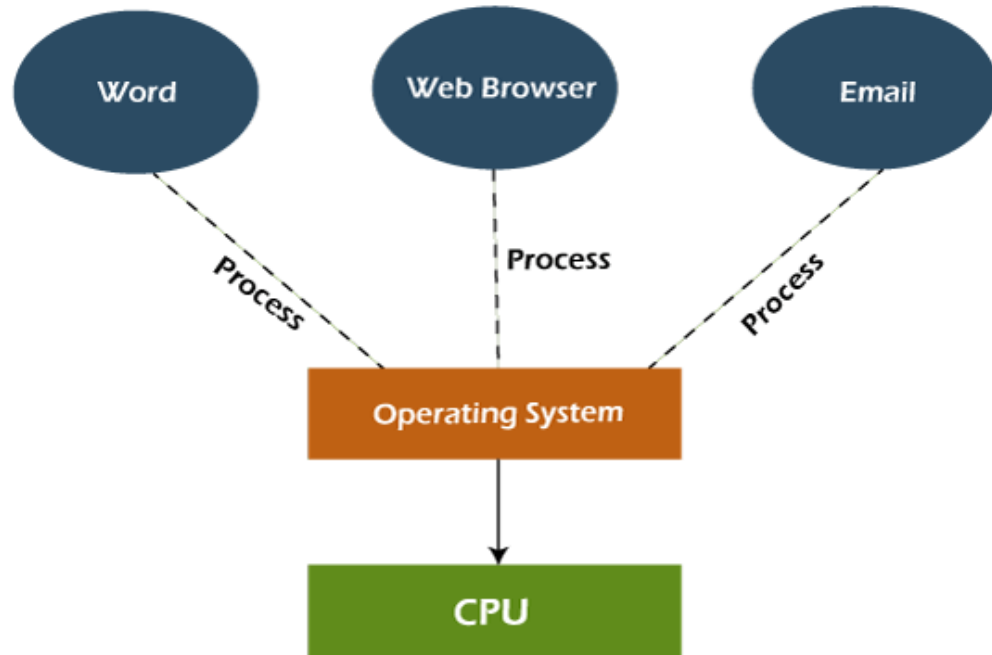 Word
Web Browser
Email
Process
Process
Process
Operating System
CPU